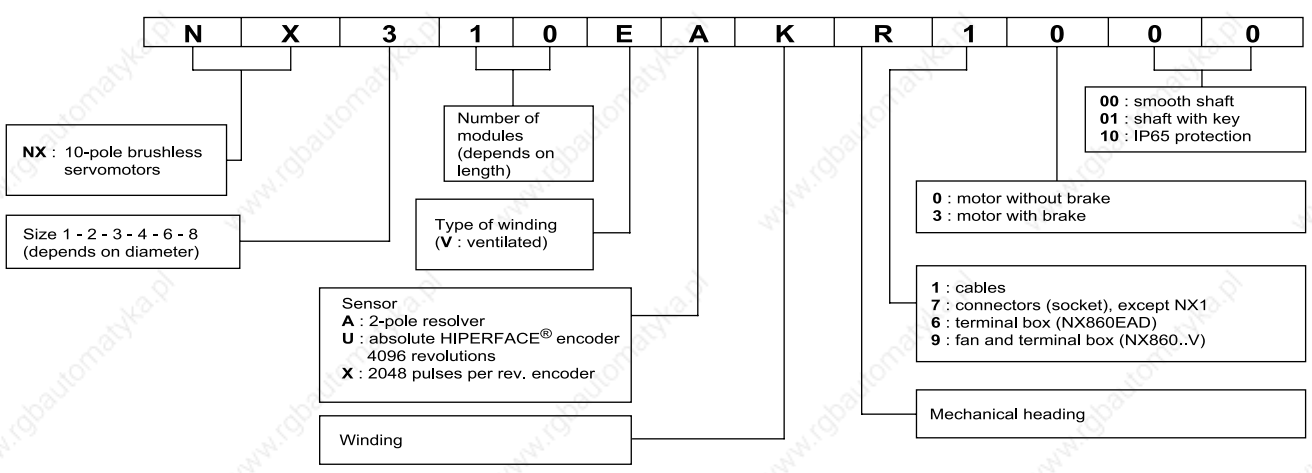 N X 3 1 0 E A K R 1 0 0 0
NX : 10-pole brushless
servomotors
Size 1 - 2 - 3 - 4 - 6 - 8
(depends on diameter)
Number of
modules
(depends on
length)
Type of winding
(V : ventilated)
Sensor
A : 2-pole resolver
U : absolute HIPERFACE® encoder
4096 revolutions
X : 2048 pulses per rev. encoder
Winding
00 : smooth shaft
01 : shaft with key
10 : IP65 protection
0 : motor without brake
3 : motor with brake
1 : cables
7 : connectors (socket), except NX1
6 : terminal box (NX860EAD)
9 : fan and terminal box (NX860..V)
Mechanical heading
www.rgbautomatyka.pl